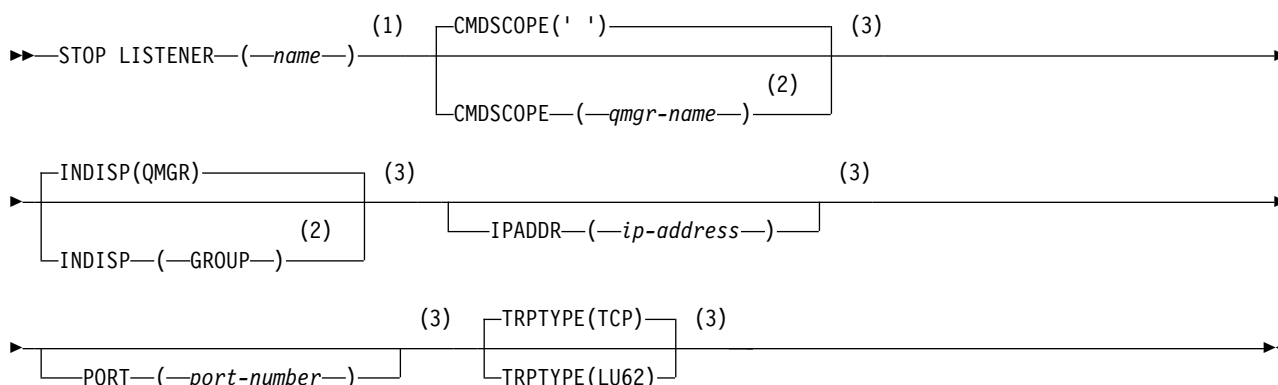 (1) CMDSCOPE(' ') (3)
STOP LISTENER ( name )
(2)
CMDSCOPE ( qmgr-name )
INDISP(QMGR) (3) (3)
IPADDR ( ip-address )
(2)
INDISP ( GROUP )
(3) TRPTYPE(TCP) (3)
PORT ( port-number ) TRPTYPE(LU62)